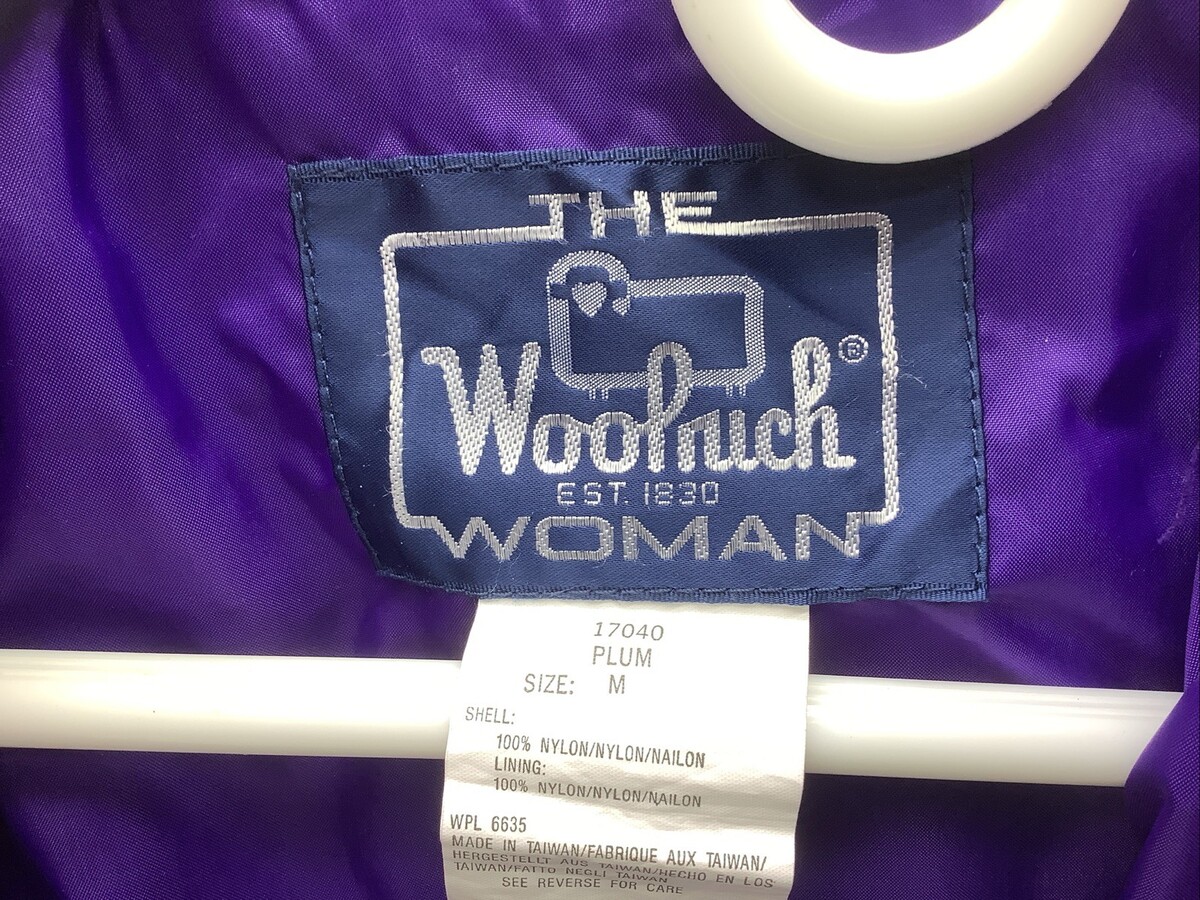 THE
Woolrich®
EST. 1830
WOMAN
17040
PLUM
SIZE: M
SHELL:
100% NYLON/NYLON/NAILON
LINING:
100% NYLON/NYLON/NAILON
WPL 6635
MADE IN TAIWAN/FABRIQUE AUX TAIWAN/
HERGESTELLT AUS TAIWAN/HECHO EN LOS
TAIWAN/FATTO NEGLI TAIWAN
SEE REVERSE FOR CARE